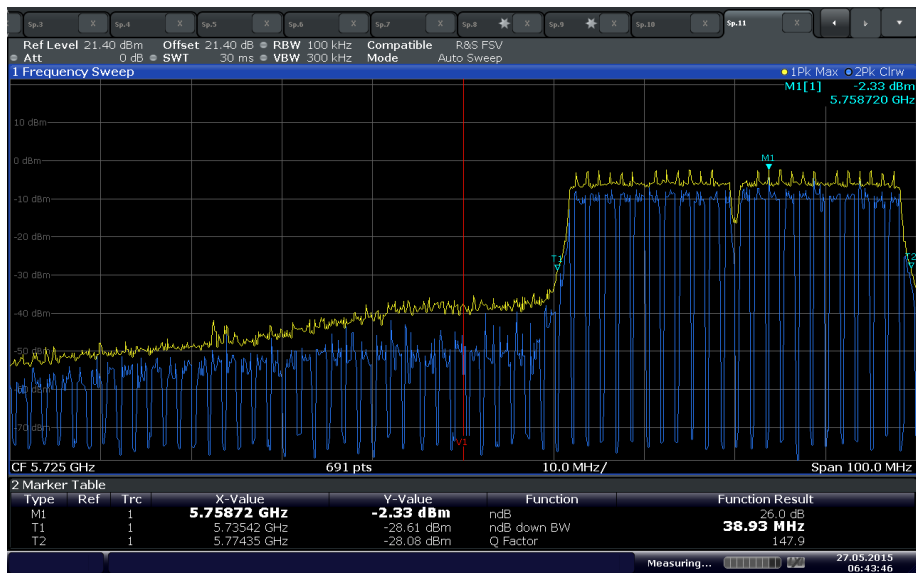 Sp.3 X Sp.4 X Sp.5 X Sp.6 X Sp.7 X Sp.8 X Sp.9 X Sp.10 X Sp.11 X
Ref Level 21.40 dBm Offset 21.40 dB RBW 100 kHz Compatible R&S FSV
Att 0 dB SWT 30 ms VBW 300 kHz Mode Auto Sweep
1 Frequency Sweep 1Pk Max 2Pk Clrw
M1[1] -2.33 dBm
5.758720 GHz
10 dBm
M1
0 dBm
-10 dBm
-20 dBm
T1 T2
-30 dBm
-40 dBm
-50 dBm
-60 dBm
-70 dBm
V1
CF 5.725 GHz 691 pts 10.0 MHz/ Span 100.0 MHz
2 Marker Table
Type Ref Trc X-Value Y-Value Function Function Result
M1 1 5.75872 GHz -2.33 dBm ndB 26.0 dB
T1 1 5.73542 GHz -28.61 dBm ndB down BW 38.93 MHz
T2 1 5.77435 GHz -28.08 dBm Q Factor 147.9
Measuring... 27.05.2015
06:43:46